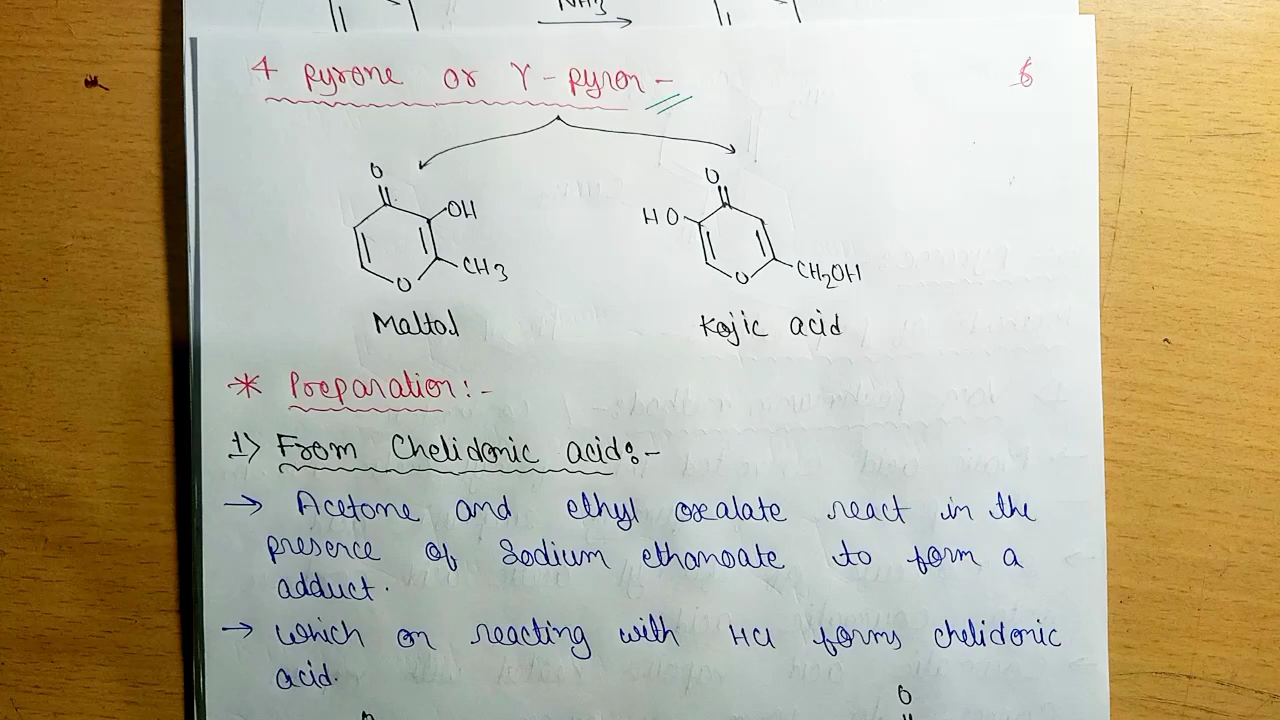 NH3
4 pyrone or γ-pyron-
6
O
OH
CH3
O
Maltol
O
HO
O
CH2OH
Kojic acid
* Preparation:-
1) From Chelidonic acid:-
→ Acetone and ethyl oxalate react in the
presence of Sodium ethanoate to form a
adduct.
→ Which on reacting with HCl forms chelidonic
acid.
O